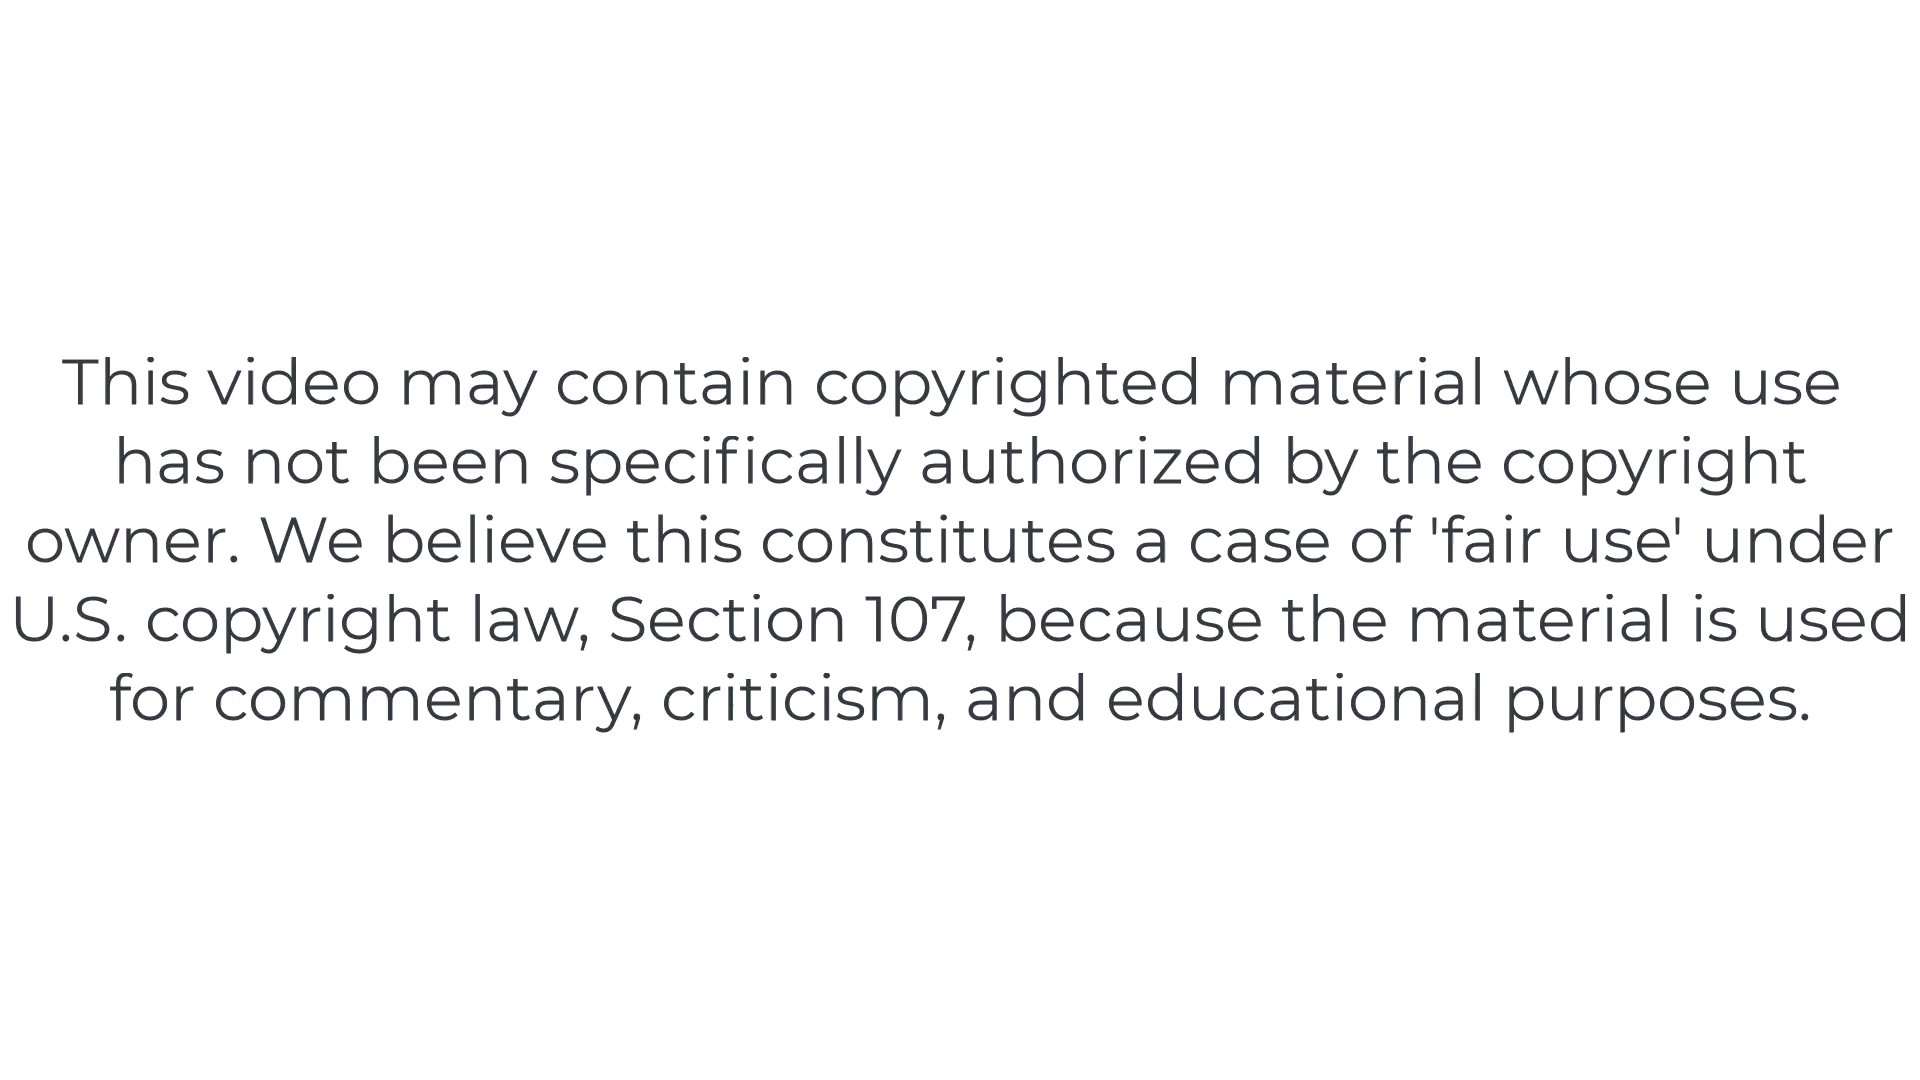 This video may contain copyrighted material whose use
has not been specifically authorized by the copyright
owner. We believe this constitutes a case of 'fair use' under
U.S. copyright law, Section 107, because the material is used
for commentary, criticism, and educational purposes.